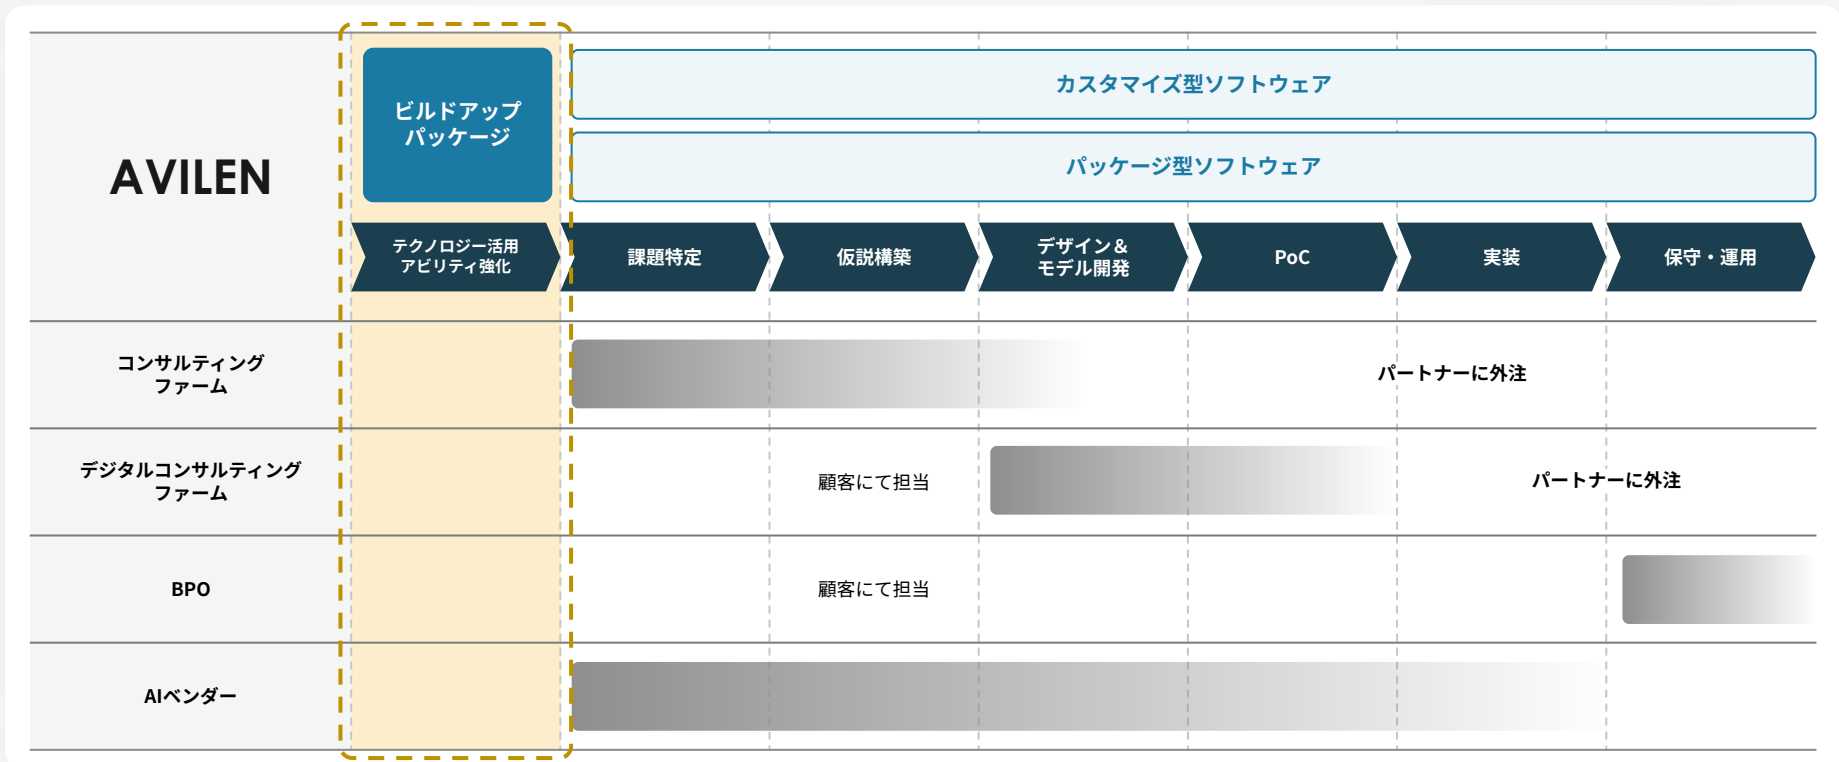 AVILEN
ビルドアップ
パッケージ
カスタマイズ型ソフトウェア
パッケージ型ソフトウェア
テクノロジー活用
アビリティ強化
課題特定
仮説構築
デザイン＆
モデル開発
PoC
実装
保守・運用
コンサルティング
ファーム
パートナーに外注
デジタルコンサルティング
ファーム
顧客にて担当
パートナーに外注
BPO
顧客にて担当
AIベンダー